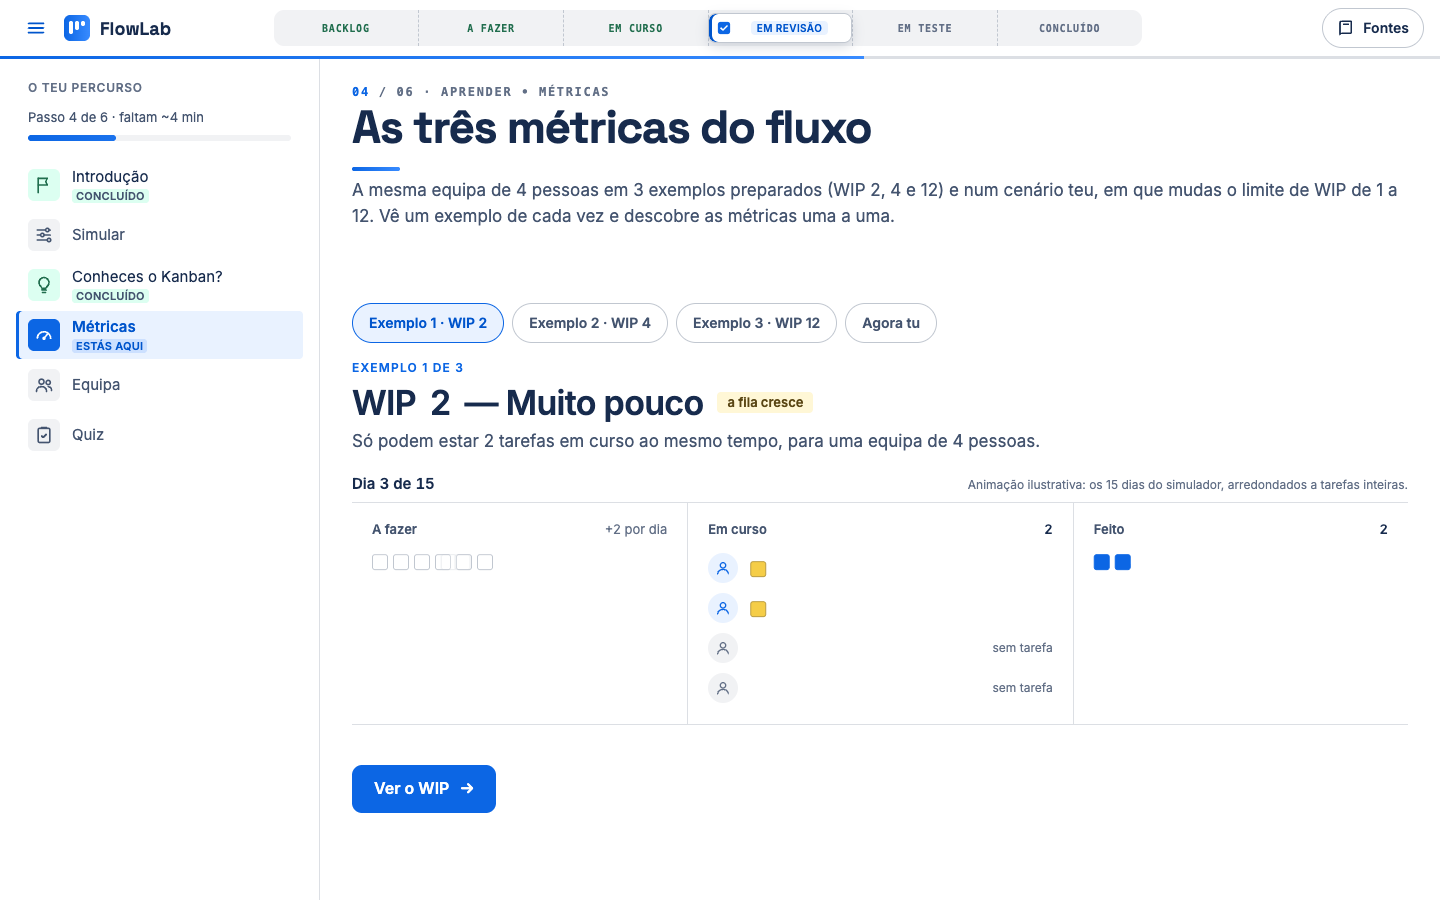 FlowLab
BACKLOG
A FAZER
EM CURSO
EM REVISÃO
EM TESTE
CONCLUÍDO
Fontes
O TEU PERCURSO
Passo 4 de 6 · faltam ~4 min
Introdução
CONCLUÍDO
Simular
Conheces o Kanban?
CONCLUÍDO
Métricas
ESTÁS AQUI
Equipa
Quiz
04 / 06 · APRENDER • MÉTRICAS
As três métricas do fluxo
A mesma equipa de 4 pessoas em 3 exemplos preparados (WIP 2, 4 e 12) e num cenário teu, em que mudas o limite de WIP de 1 a
12. Vê um exemplo de cada vez e descobre as métricas uma a uma.
Exemplo 1 · WIP 2
Exemplo 2 · WIP 4
Exemplo 3 · WIP 12
Agora tu
EXEMPLO 1 DE 3
WIP 2 — Muito pouco
a fila cresce
Só podem estar 2 tarefas em curso ao mesmo tempo, para uma equipa de 4 pessoas.
Dia 3 de 15
Animação ilustrativa: os 15 dias do simulador, arredondados a tarefas inteiras.
A fazer
+2 por dia
Em curso
2
sem tarefa
sem tarefa
Feito
2
Ver o WIP →